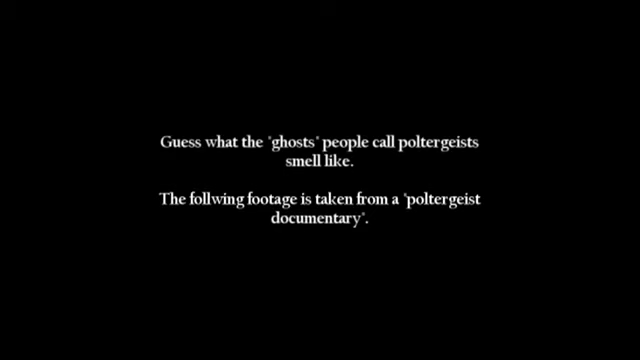 Guess what the "ghosts" people call poltergeists
smell like.
The follwing footage is taken from a "poltergeist
documentary".